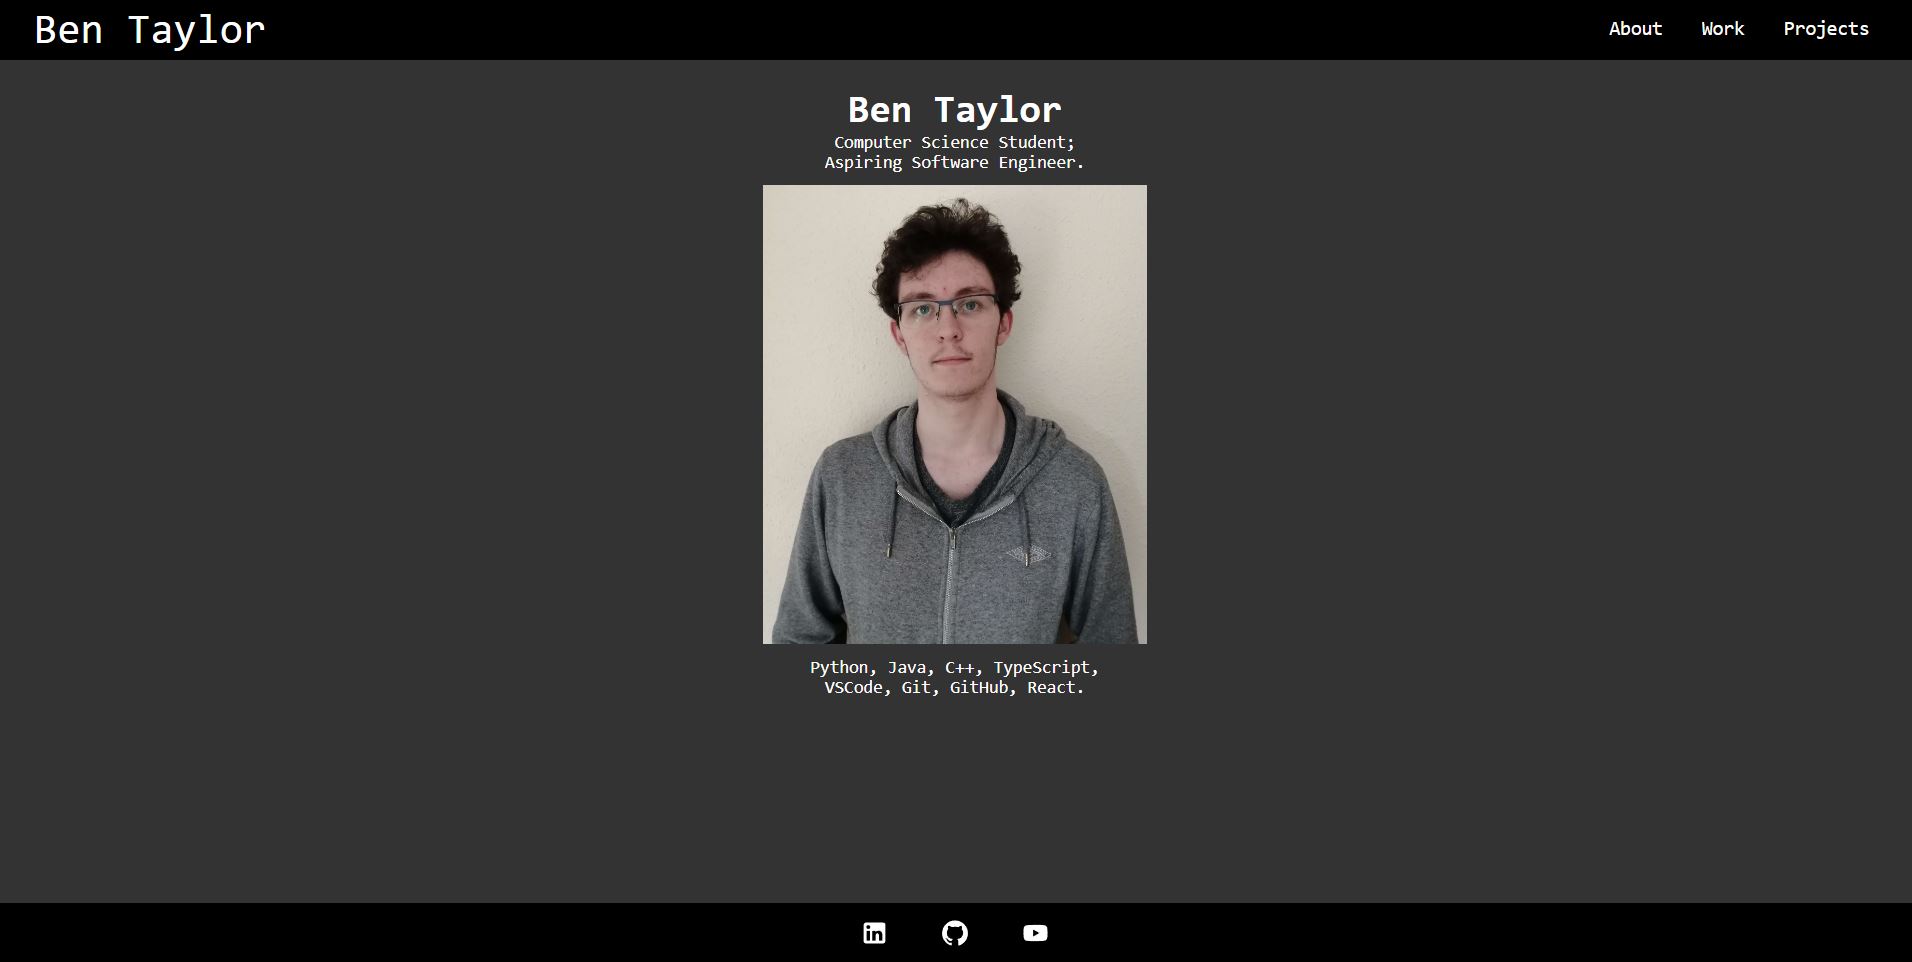 Ben Taylor
About Work Projects
Ben Taylor
Computer Science Student;
Aspiring Software Engineer.
Python, Java, C++, TypeScript,
VSCode, Git, GitHub, React.
in